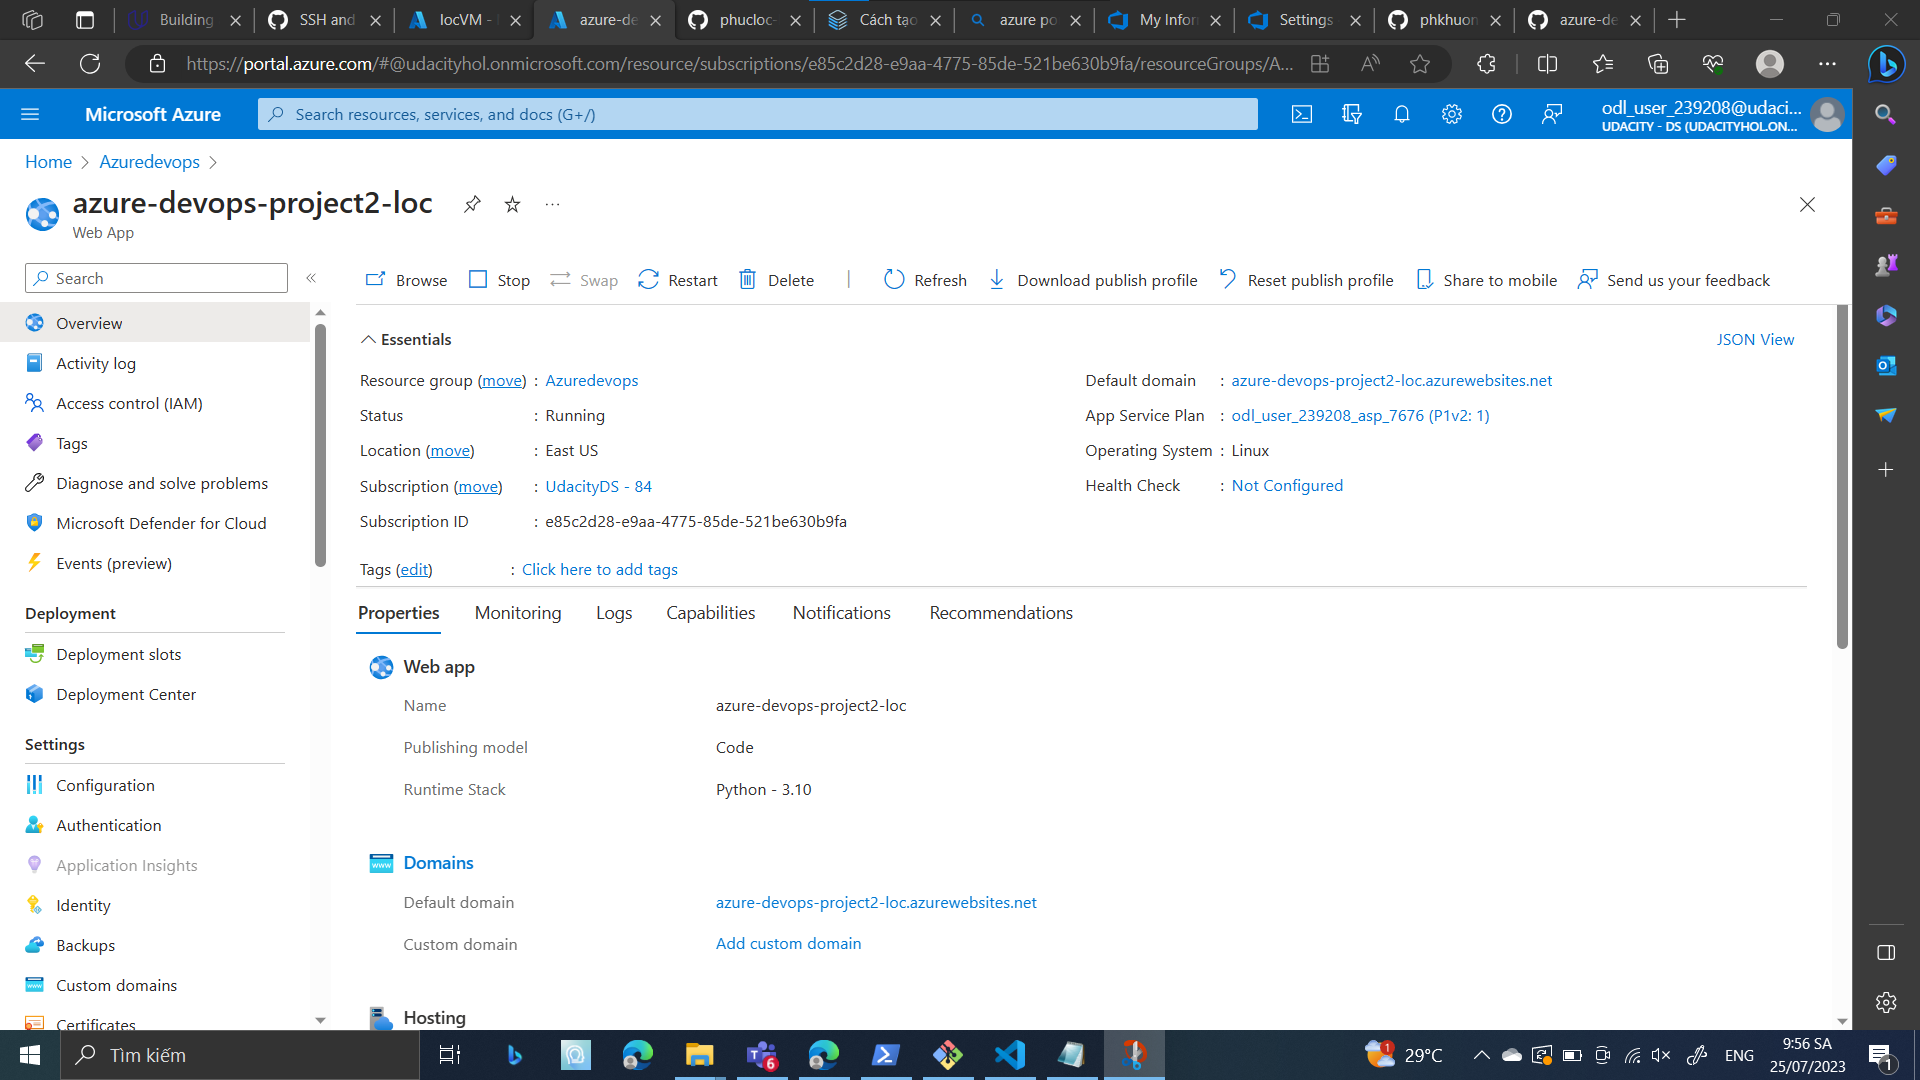 Building
SSH and
locVM -
azure-de
phucloc-
Cách tạo
azure po
My Infor
Settings
phkhuon
azure-de
https://portal.azure.com/#@udacityhol.onmicrosoft.com/resource/subscriptions/e85c2d28-e9aa-4775-85de-521be630b9fa/resourceGroups/A...
Microsoft Azure
Search resources, services, and docs (G+/)
odl_user_239208@udaci...
UDACITY - DS (UDACITYHOL.ON...
Home > Azuredevops >
azure-devops-project2-loc
Web App
Search
Browse
Stop
Swap
Restart
Delete
Refresh
Download publish profile
Reset publish profile
Share to mobile
Send us your feedback
Overview
Activity log
Access control (IAM)
Tags
Diagnose and solve problems
Microsoft Defender for Cloud
Events (preview)
Deployment
Deployment slots
Deployment Center
Settings
Configuration
Authentication
Application Insights
Identity
Backups
Custom domains
Certificates
Essentials
JSON View
Resource group (move) : Azuredevops
Status : Running
Location (move) : East US
Subscription (move) : UdacityDS - 84
Subscription ID : e85c2d28-e9aa-4775-85de-521be630b9fa
Default domain : azure-devops-project2-loc.azurewebsites.net
App Service Plan : odl_user_239208_asp_7676 (P1v2: 1)
Operating System : Linux
Health Check : Not Configured
Tags (edit) : Click here to add tags
Properties
Monitoring
Logs
Capabilities
Notifications
Recommendations
Web app
Name azure-devops-project2-loc
Publishing model Code
Runtime Stack Python - 3.10
Domains
Default domain azure-devops-project2-loc.azurewebsites.net
Custom domain Add custom domain
Hosting
Tìm kiếm
6
1
29°C
ENG
9:56 SA
25/07/2023
1